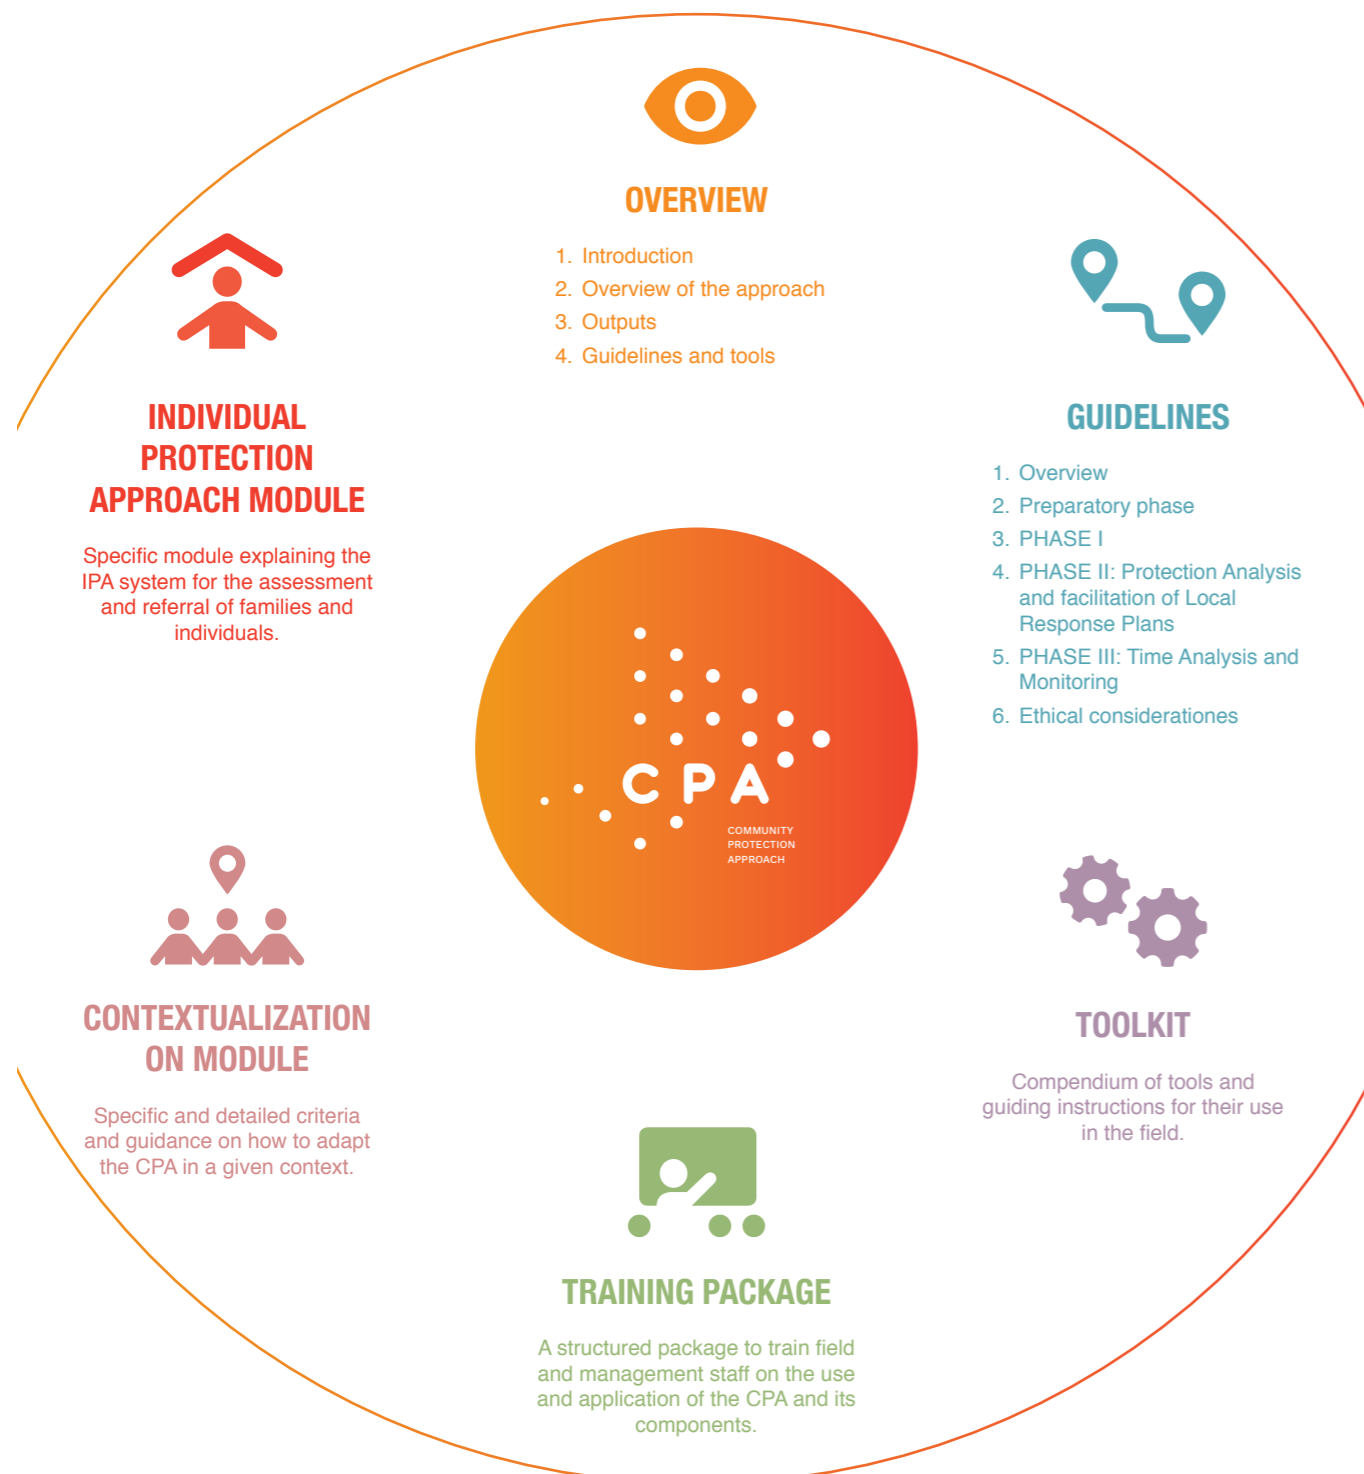 OVERVIEW
1. Introduction
2. Overview of the approach
3. Outputs
4. Guidelines and tools
INDIVIDUAL
PROTECTION
APPROACH MODULE
Specific module explaining the
IPA system for the assessment
and referral of families and
individuals.
GUIDELINES
1. Overview
2. Preparatory phase
3. PHASE I
4. PHASE II: Protection Analysis
and facilitation of Local
Response Plans
5. PHASE III: Time Analysis and
Monitoring
6. Ethical considerationes
CPA
COMMUNITY
PROTECTION
APPROACH
CONTEXTUALIZATION
ON MODULE
Specific and detailed criteria
and guidance on how to adapt
the CPA in a given context.
TOOLKIT
Compendium of tools and
guiding instructions for their use
in the field.
TRAINING PACKAGE
A structured package to train field
and management staff on the use
and application of the CPA and its
components.